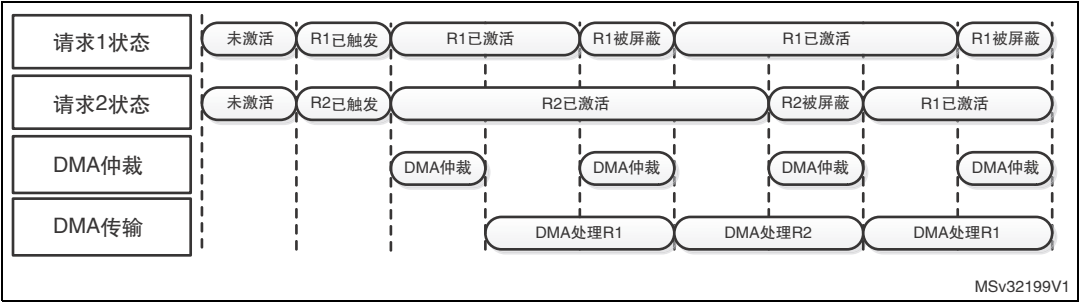 请求1状态 未激活 R1已触发 R1已激活 R1被屏蔽 R1已激活 R1被屏蔽
请求2状态 未激活 R2已触发 R2已激活 R2被屏蔽 R1已激活
DMA仲裁 DMA仲裁 DMA仲裁 DMA仲裁 DMA仲裁
DMA传输 DMA处理R1 DMA处理R2 DMA处理R1
MSv32199V1